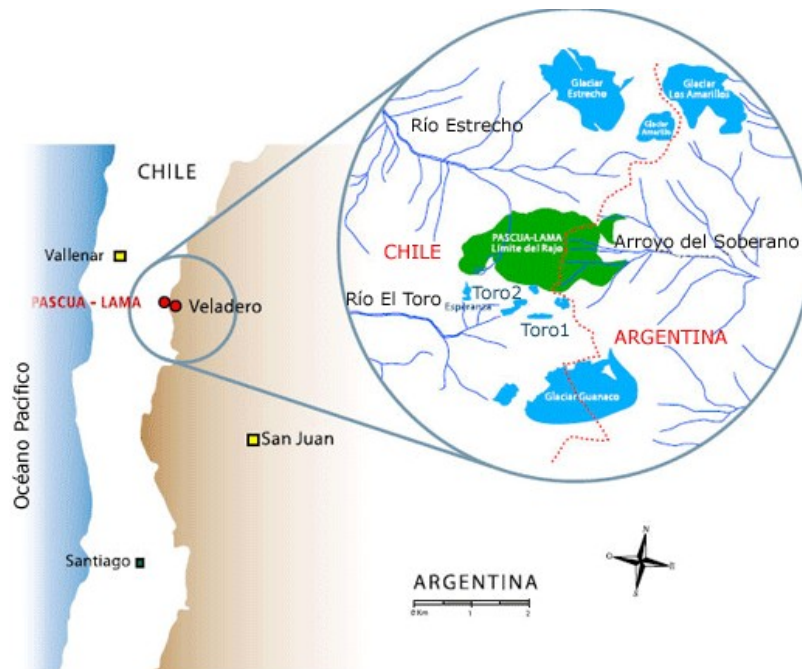 CHILE
Vallenar
PASCUA - LAMA
Veladero
San Juan
Santiago
Océano Pacífico
Glaciar
Estrecho
Glaciar
Los Amarillos
Glaciar
Amarillo
Río Estrecho
PASCUA-LAMA
Límite del Rajo
CHILE
Arroyo del Soberano
Río El Toro
Toro2
Esperanza
Toro1
ARGENTINA
Glaciar Guanaco
ARGENTINA
0 Km 1 2
N
O
E
S